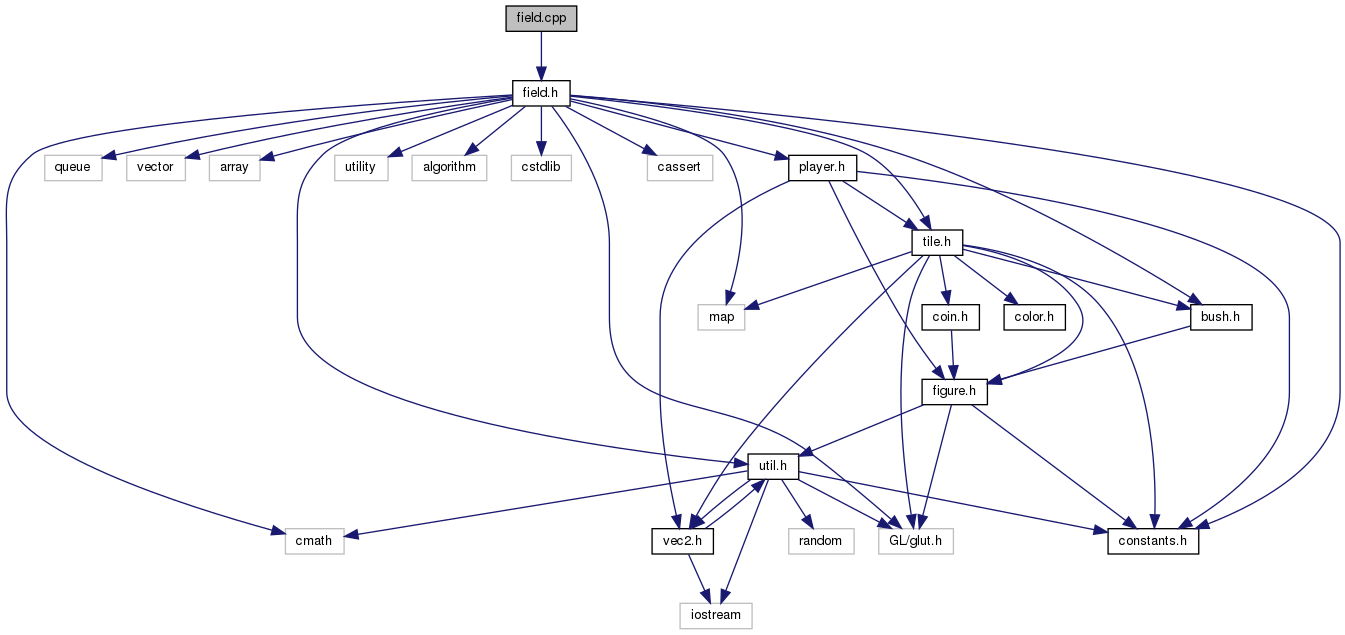 field.cpp
field.h
queue
vector
array
utility
algorithm
cstdlib
cassert
player.h
tile.h
map
coin.h
color.h
bush.h
figure.h
util.h
cmath
vec2.h
random
GL/glut.h
constants.h
iostream